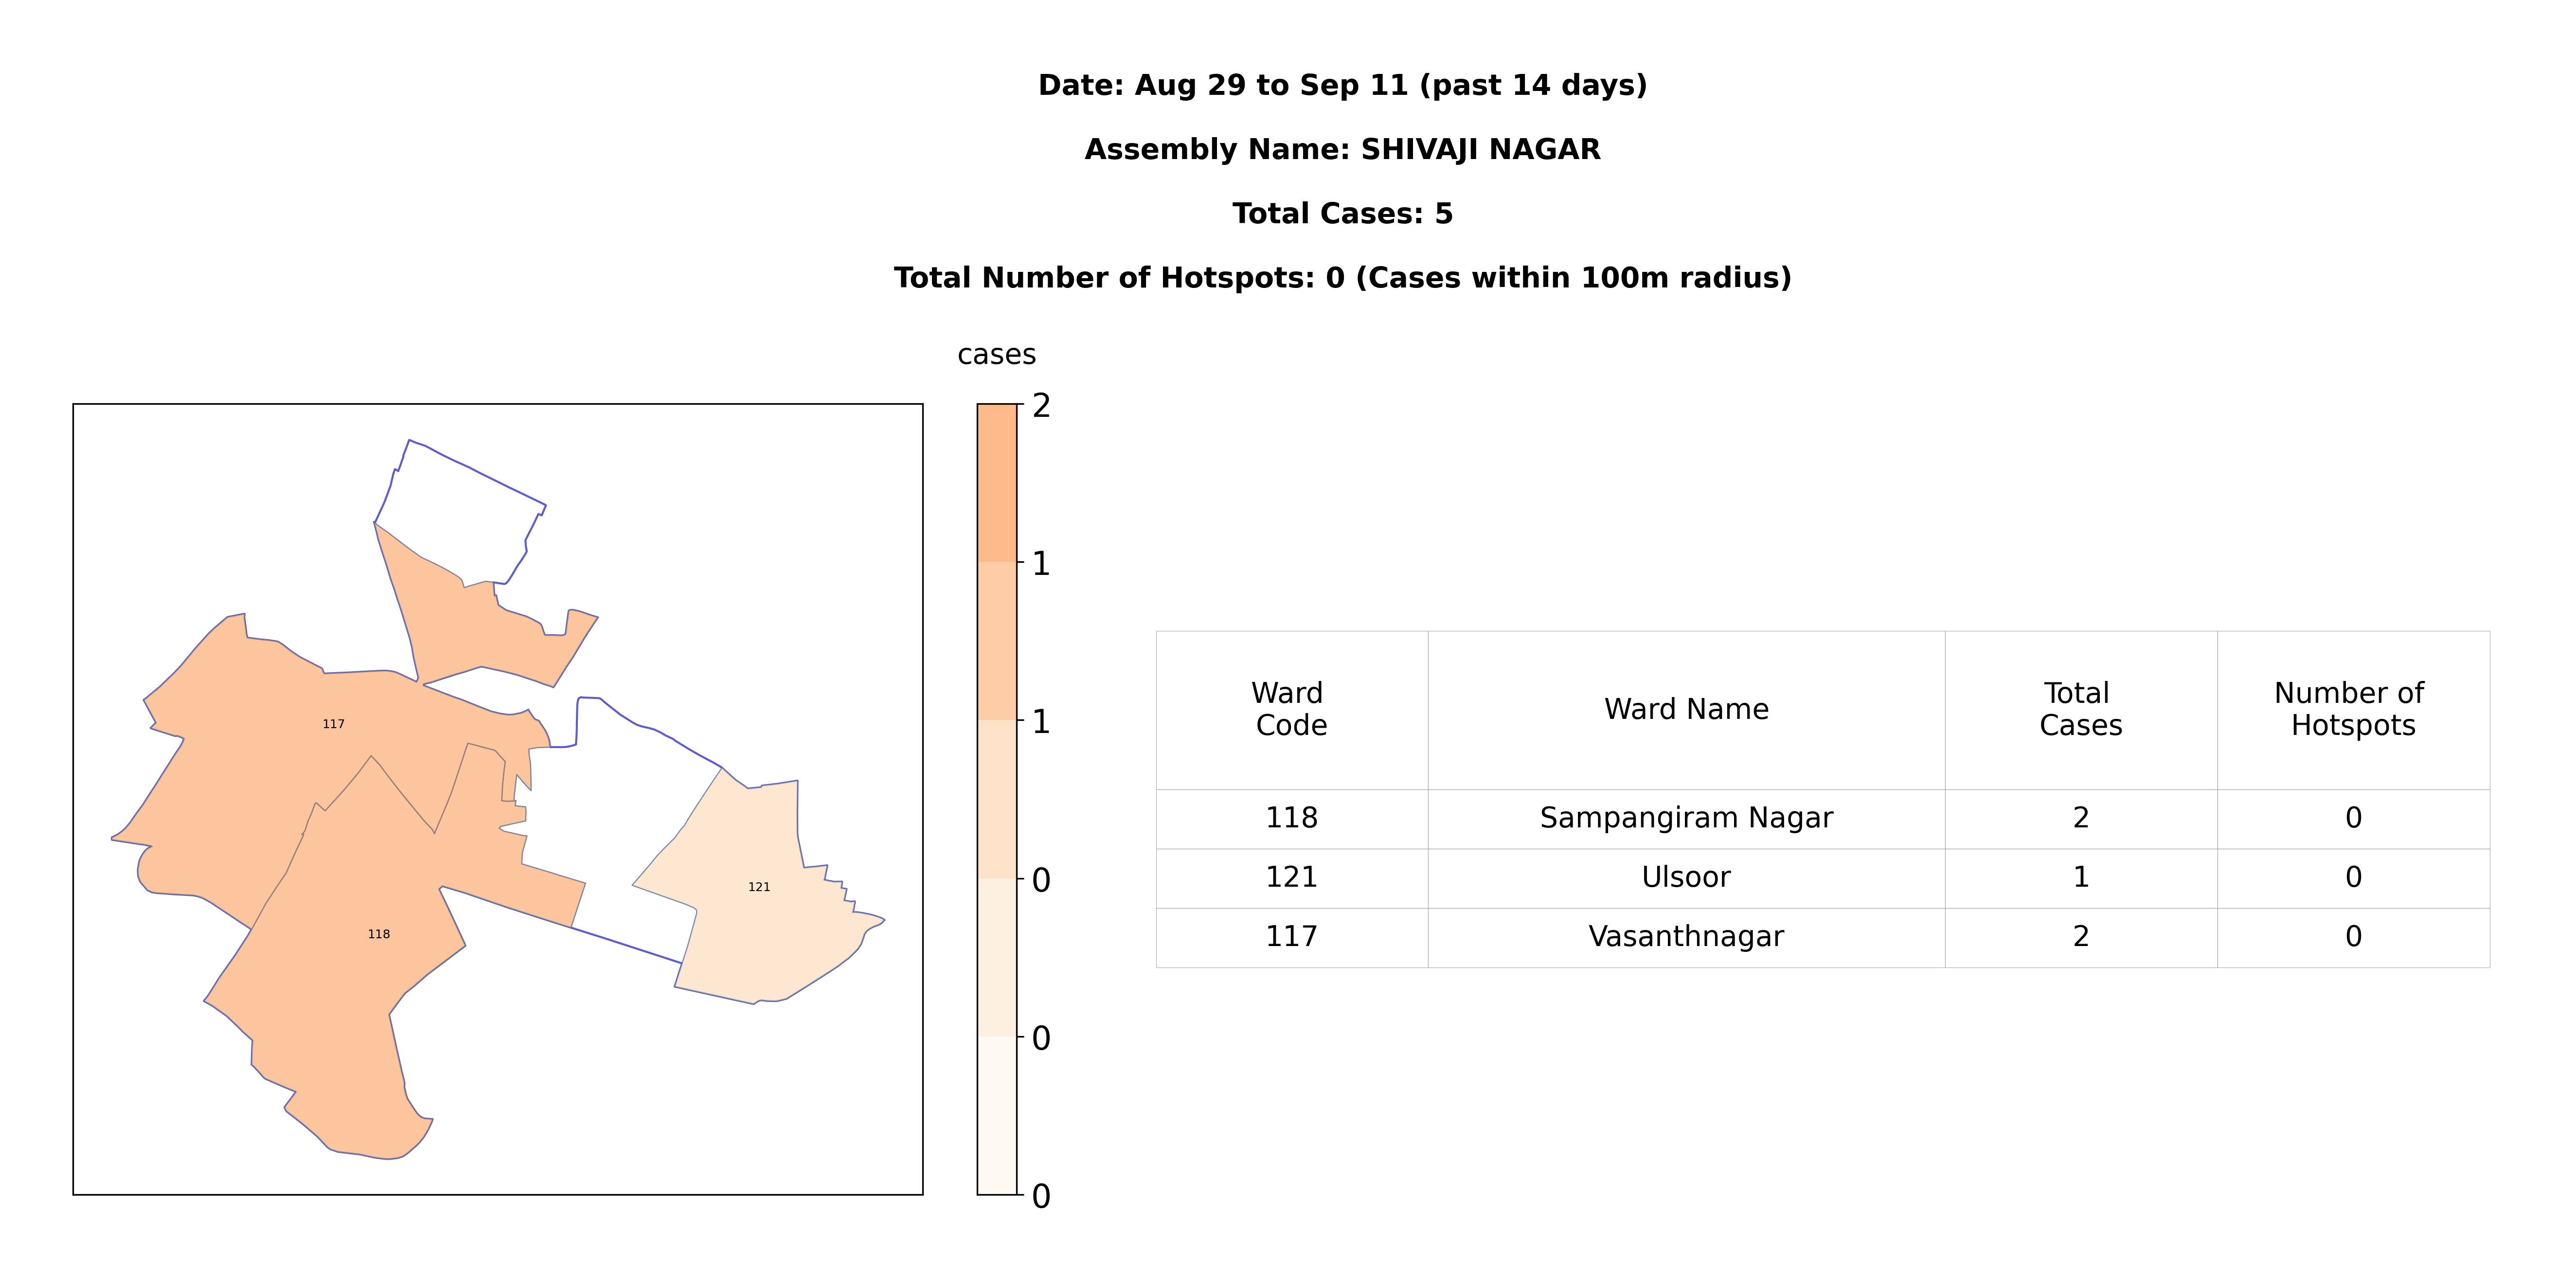 Date: Aug 29 to Sep 11 (past 14 days)
Assembly Name: SHIVAJI NAGAR
Total Cases: 5
Total Number of Hotspots: 0 (Cases within 100m radius)
cases
2
1
1
0
0
0
117
121
118
Ward Code Ward Name Total Cases Number of Hotspots
118 Sampangiram Nagar 2 0
121 Ulsoor 1 0
117 Vasanthnagar 2 0